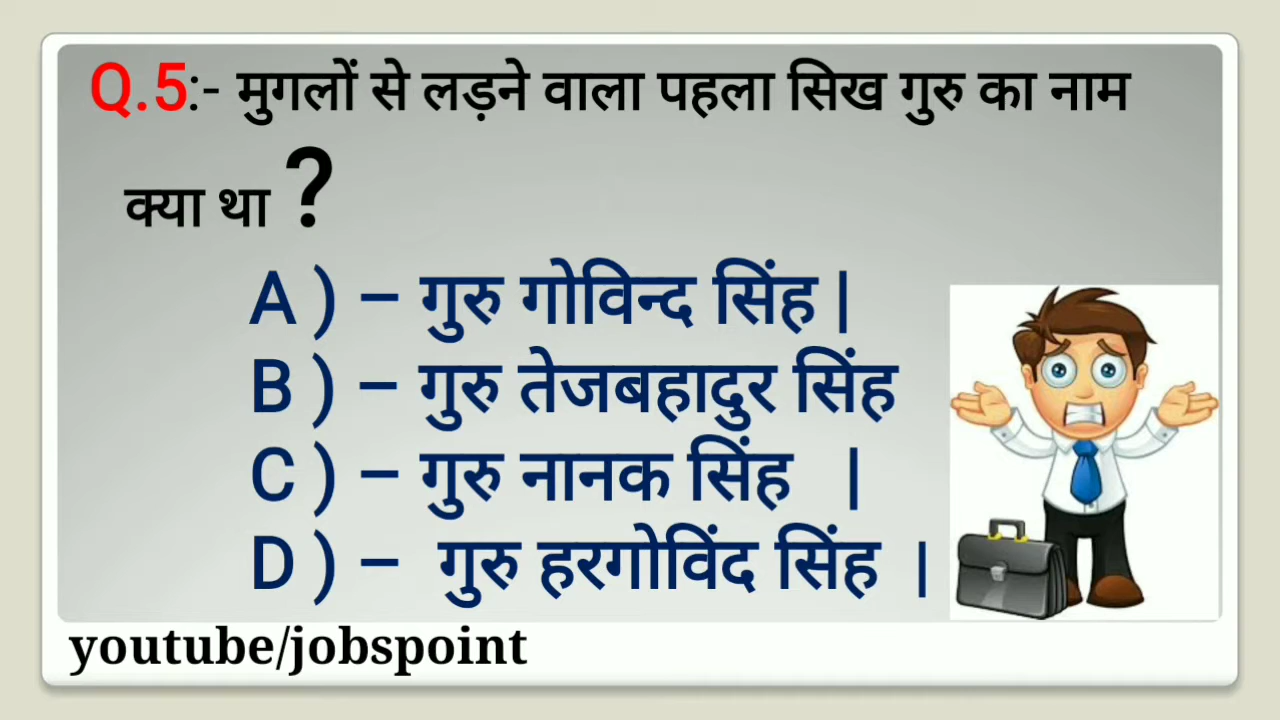 Q.5:- मुगलों से लड़ने वाला पहला सिख गुरु का नाम
क्या था ?
A ) – गुरु गोविन्द सिंह |
B ) – गुरु तेजबहादुर सिंह
C ) – गुरु नानक सिंह |
D ) – गुरु हरगोविंद सिंह |
youtube/jobspoint